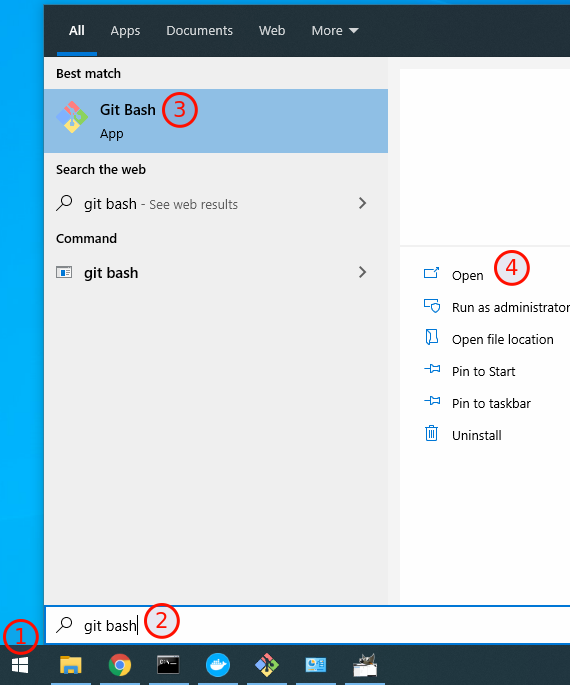 All Apps Documents Web More
Best match
Git Bash 3
App
Search the web
git bash - See web results
Command
git bash
Open 4
Run as administrator
Open file location
Pin to Start
Pin to taskbar
Uninstall
git bash 2
1